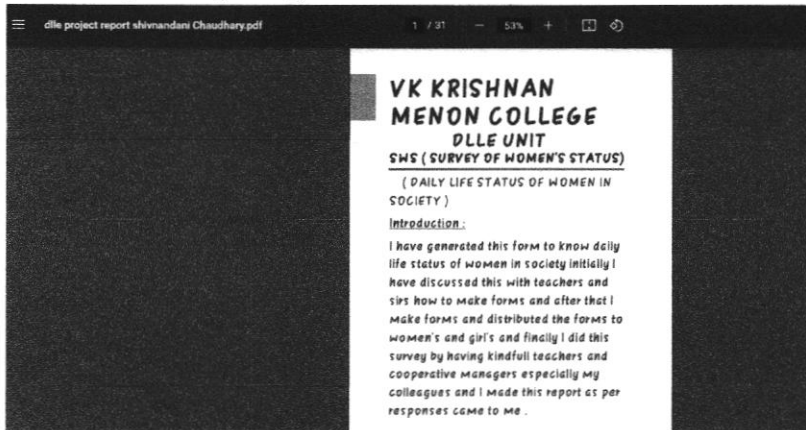 dlle project report shivnandani Chaudhary.pdf
1 / 31
53%
VK KRISHNAN
MENON COLLEGE
DLLE UNIT
SWS ( SURVEY OF WOMEN'S STATUS)
( DAILY LIFE STATUS OF WOMEN IN
SOCIETY )
Introduction :
I have generated this form to know daily
life status of women in society initially I
have discussed this with teachers and
sirs how to make forms and after that I
make forms and distributed the forms to
women's and girl's and finally I did this
survey by having kindfull teachers and
cooperative managers especially my
colleagues and I made this report as per
responses came to me .